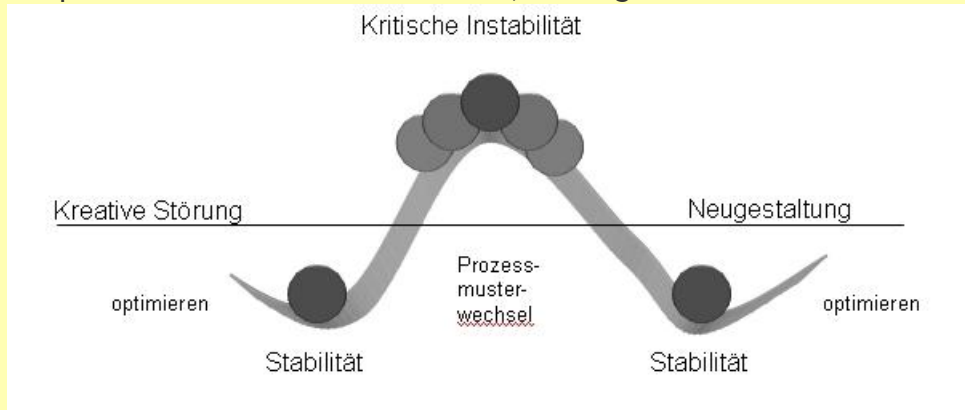 Kritische Instabilität
Kreative Störung
Neugestaltung
optimieren
Prozess-
muster-
wechsel
optimieren
Stabilität
Stabilität